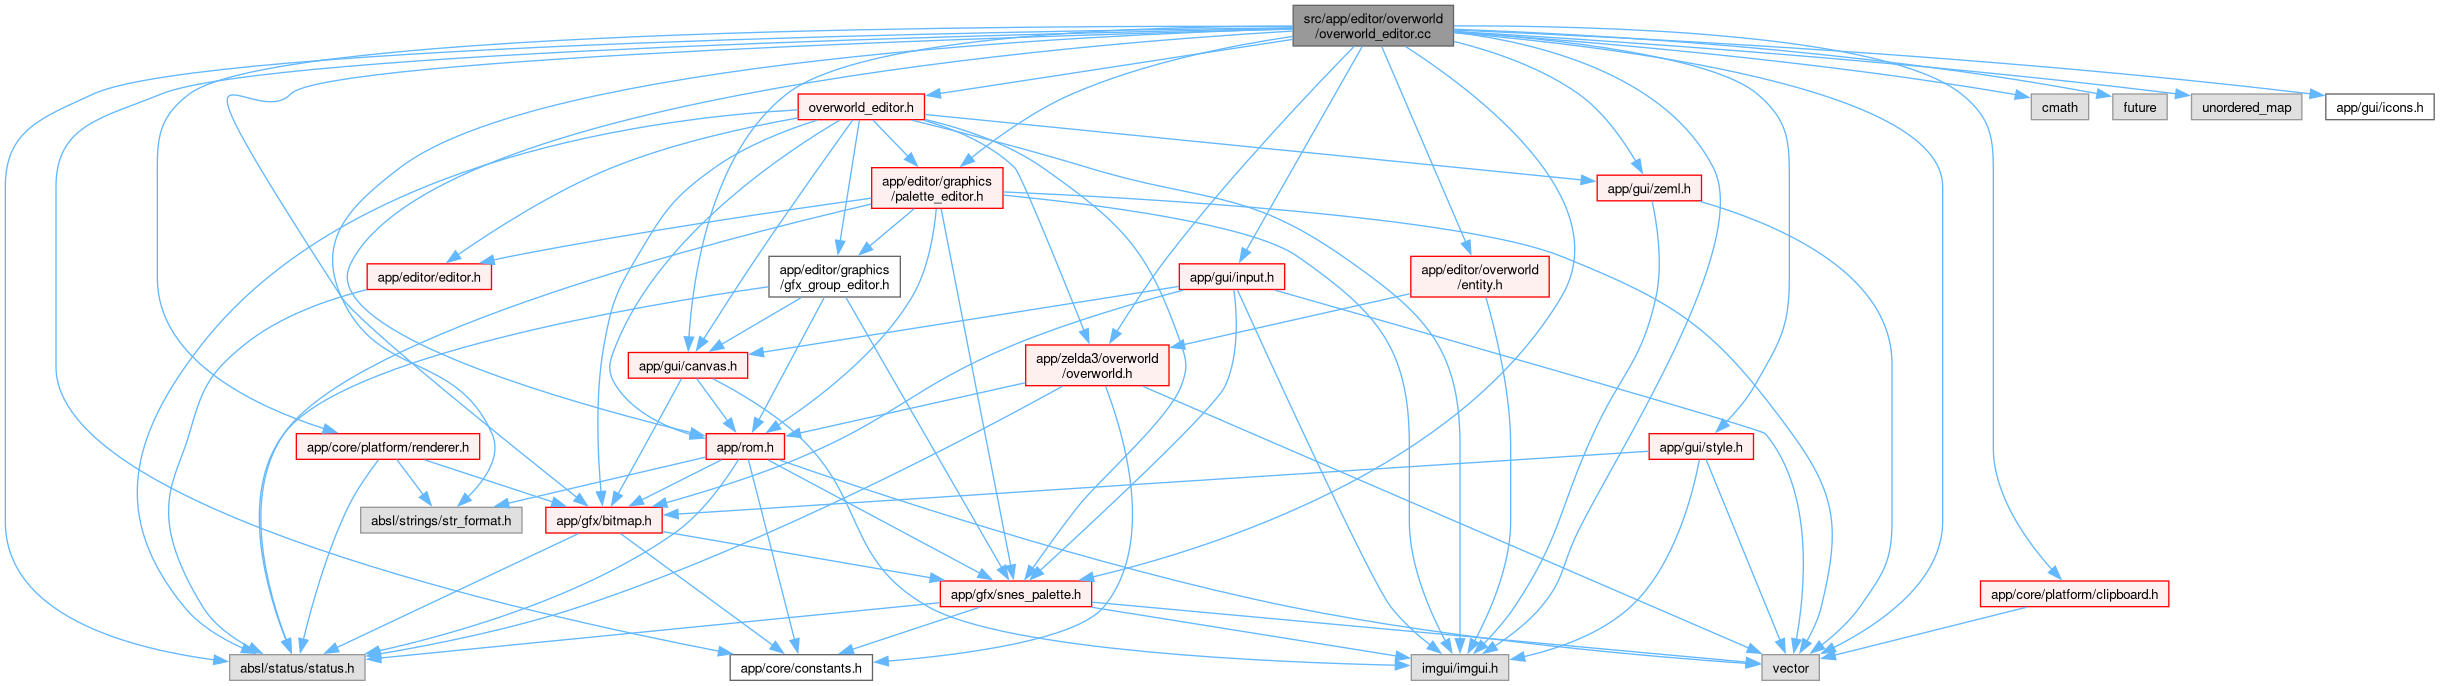 src/app/editor/overworld
/overworld_editor.cc
overworld_editor.h
cmath
future
unordered_map
app/gui/icons.h
app/editor/graphics
/palette_editor.h
app/gui/zeml.h
app/editor/editor.h
app/editor/graphics
/gfx_group_editor.h
app/gui/input.h
app/editor/overworld
/entity.h
app/gui/canvas.h
app/zelda3/overworld
/overworld.h
app/core/platform/renderer.h
app/rom.h
app/gui/style.h
absl/strings/str_format.h
app/gfx/bitmap.h
app/gfx/snes_palette.h
app/core/platform/clipboard.h
absl/status/status.h
app/core/constants.h
imgui/imgui.h
vector